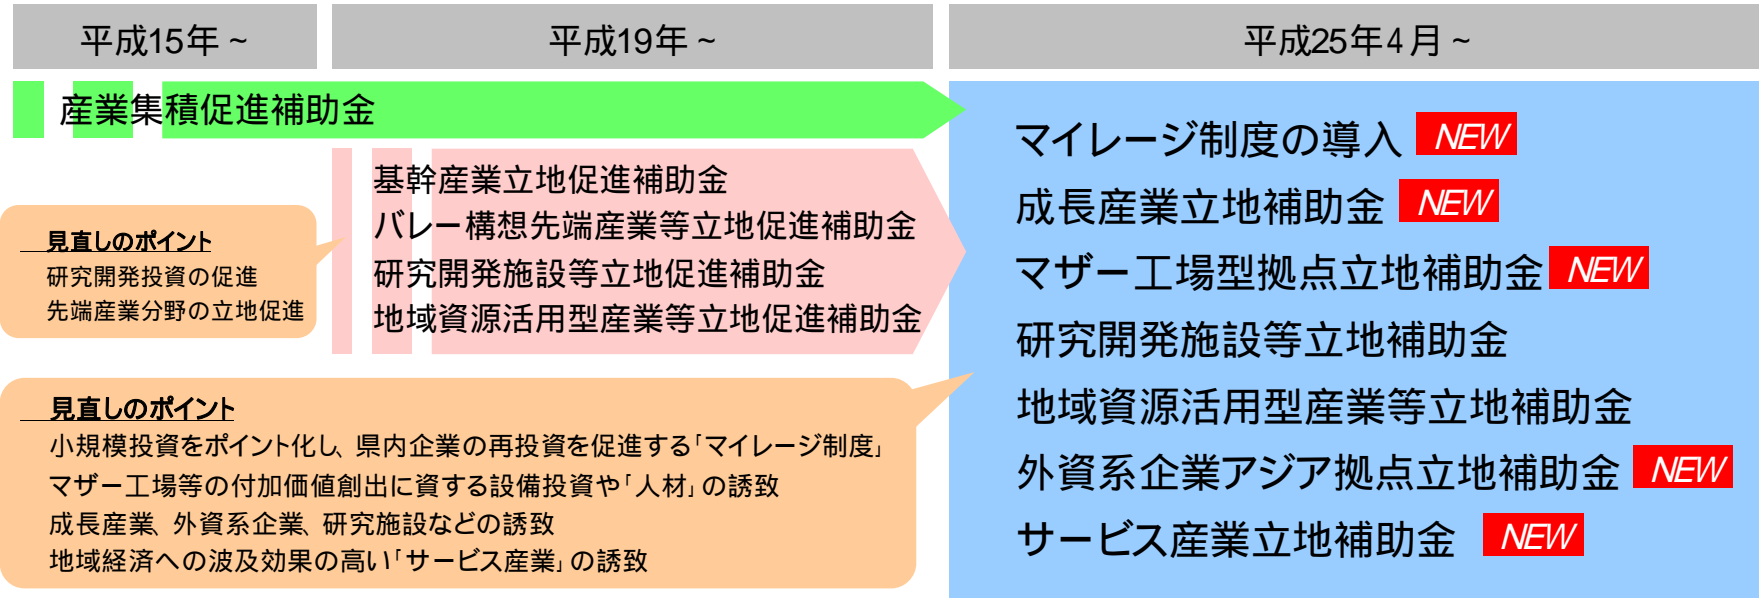 平成15年~
平成19年~
平成25年4月~
産業集積促進補助金
基幹産業立地促進補助金
バレー構想先端産業等立地促進補助金
研究開発施設等立地促進補助金
地域資源活用型産業等立地促進補助金
見直しのポイント
研究開発投資の促進
先端産業分野の立地促進
見直しのポイント
小規模投資をポイント化し、県内企業の再投資を促進する「マイレージ制度」
マザー工場等の付加価値創出に資する設備投資や「人材」の誘致
成長産業、外資系企業、研究施設などの誘致
地域経済への波及効果の高い「サービス産業」の誘致
マイレージ制度の導入 NEW
成長産業立地補助金 NEW
マザー工場型拠点立地補助金 NEW
研究開発施設等立地補助金
地域資源活用型産業等立地補助金
外資系企業アジア拠点立地補助金 NEW
サービス産業立地補助金 NEW